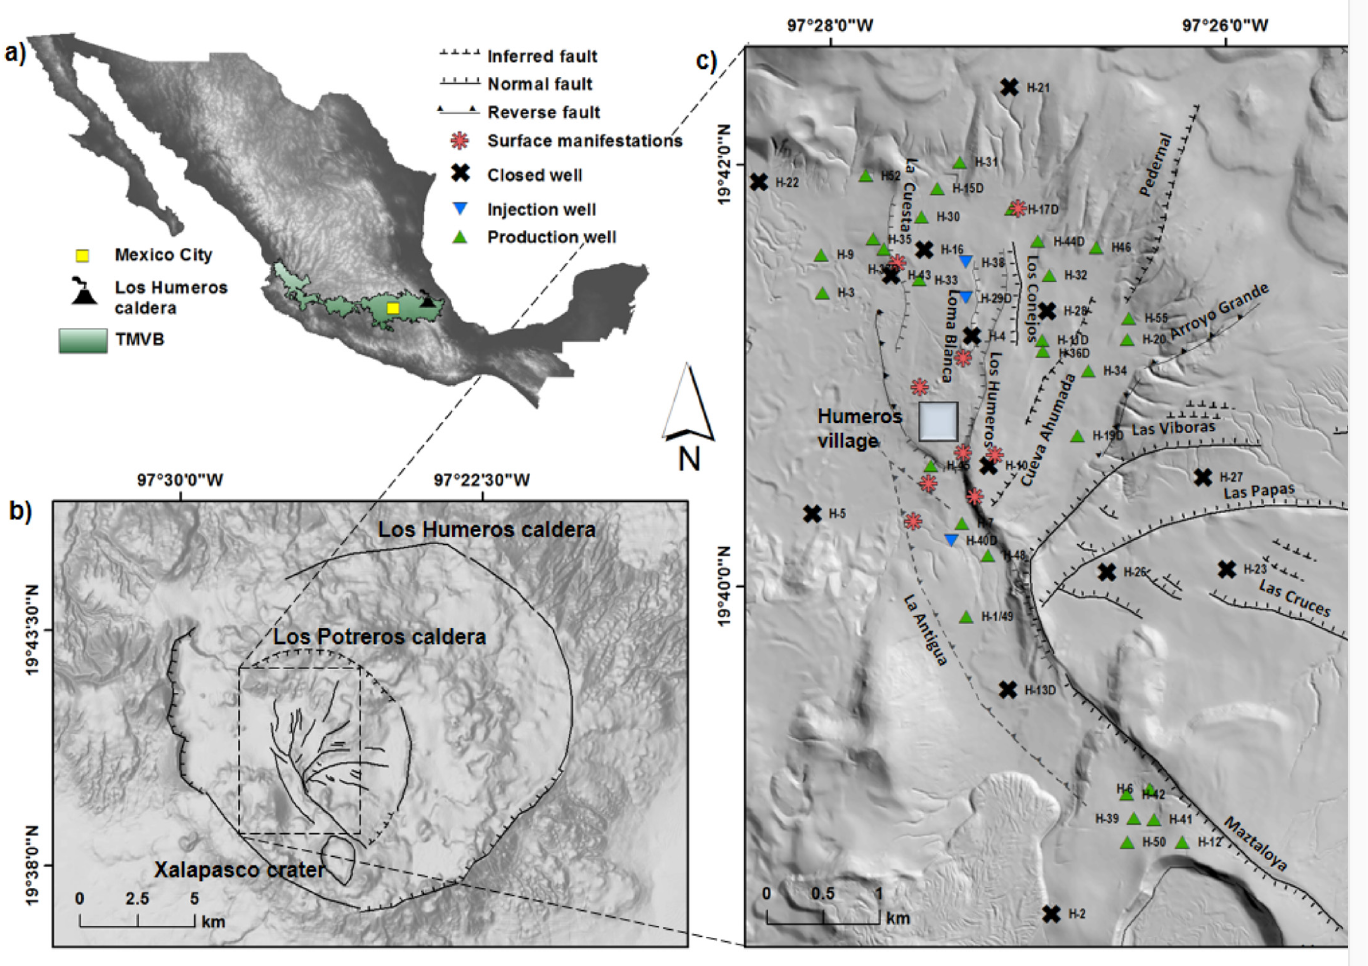 a)
Inferred fault
Normal fault
Reverse fault
Surface manifestations
Closed well
Injection well
Production well
Mexico City
Los Humeros
caldera
TMVB
N
b)
97°30'0"W
97°22'30"W
19°43'30"N
19°38'0"N
Los Humeros caldera
Los Potreros caldera
Xalapasco crater
0 2.5 5
km
c)
97°28'0"W
97°26'0"W
19°42'0"N
19°40'0"N
H-21
H-22
H-31
H52
H-15D
H-17D
H-30
La Cuesta
Pedernal
H-35
H-9
H-16
H-38
H-44D
H46
H-43
H-33
H-32
H-3
H-29D
H-28
Los Conejos
Loma Blanca
H-55
Arroyo Grande
H-4
H-20
H-36D
H-34
Los Humeros
Cueva Ahumada
Humeros
village
H-19D
Las Viboras
H-45
H-10
H-27
Las Papas
H-5
H-7
H-40D
H-48
H-26
H-23
Las Cruces
H-1/49
La Antigua
H-13D
H-6
H-42
H-39
H-41
H-50
H-12
Maztaloya
H-2
0 0.5 1
km